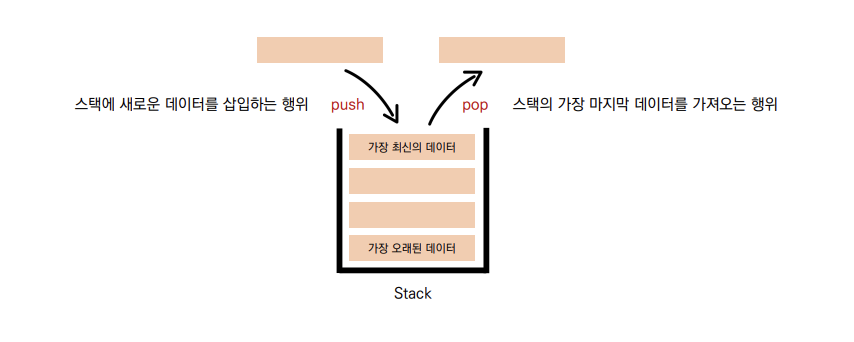 스택에 새로운 데이터를 삽입하는 행위
push
pop
스택의 가장 마지막 데이터를 가져오는 행위
가장 최신의 데이터
가장 오래된 데이터
Stack